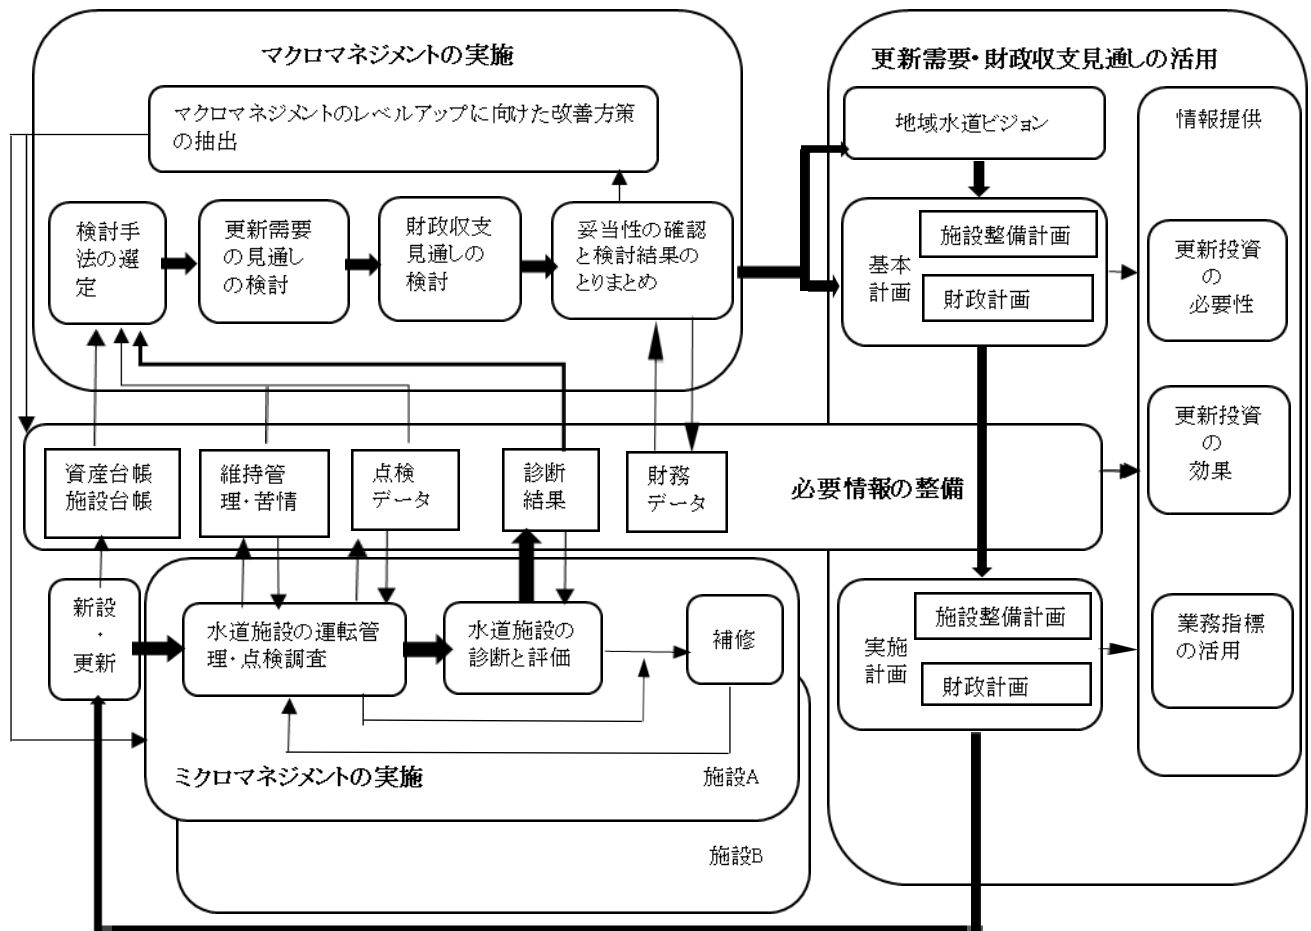 マクロマネジメントの実施
マクロマネジメントのレベルアップに向けた改善方策
の抽出
検討手
法の選
定
更新需要
の見通し
の検討
財政収支
見通しの
検討
妥当性の確認
と検討結果の
とりまとめ
更新需要・財政収支見通しの活用
地域水道ビジョン
基本
計画
施設整備計画
財政計画
情報提供
更新投資
の
必要性
更新投資
の
効果
業務指標
の活用
資産台帳
施設台帳
維持管
理・苦情
点検
データ
診断
結果
財務
データ
必要情報の整備
新設
・
更新
水道施設の運転管
理・点検調査
水道施設の
診断と評価
補修
ミクロマネジメントの実施
施設A
施設B
実施
計画
施設整備計画
財政計画